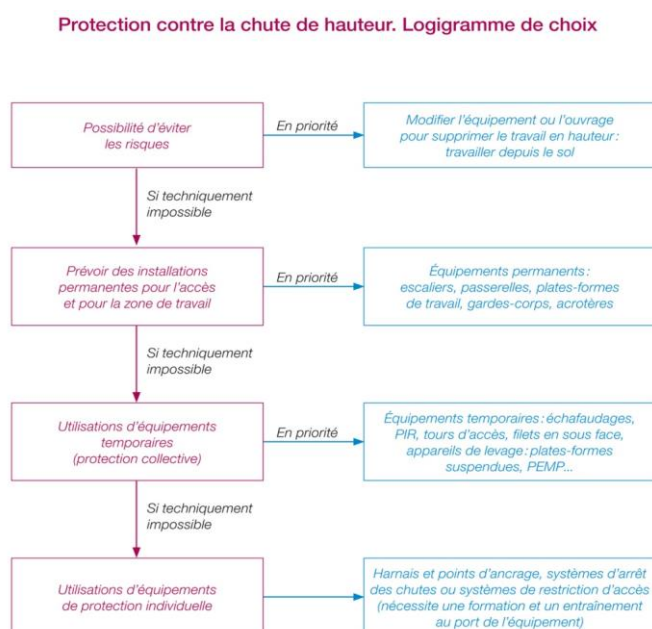 Protection contre la chute de hauteur. Logigramme de choix
Possibilité d'éviter
les risques
En priorité
Modifier l'équipement ou l'ouvrage
pour supprimer le travail en hauteur :
travailler depuis le sol
Si techniquement
impossible
Prévoir des installations
permanentes pour l'accès
et pour la zone de travail
En priorité
Équipements permanents :
escaliers, passerelles, plates-formes
de travail, gardes-corps, acrotères
Si techniquement
impossible
Utilisations d'équipements
temporaires
(protection collective)
En priorité
Équipements temporaires : échafaudages,
PIR, tours d'accès, filets en sous face,
appareils de levage : plates-formes
suspendues, PEMP...
Si techniquement
impossible
Utilisations d'équipements
de protection individuelle
Harnais et points d'ancrage, systèmes d'arrêt
des chutes ou systèmes de restriction d'accès
(nécessite une formation et un entraînement
au port de l'équipement)